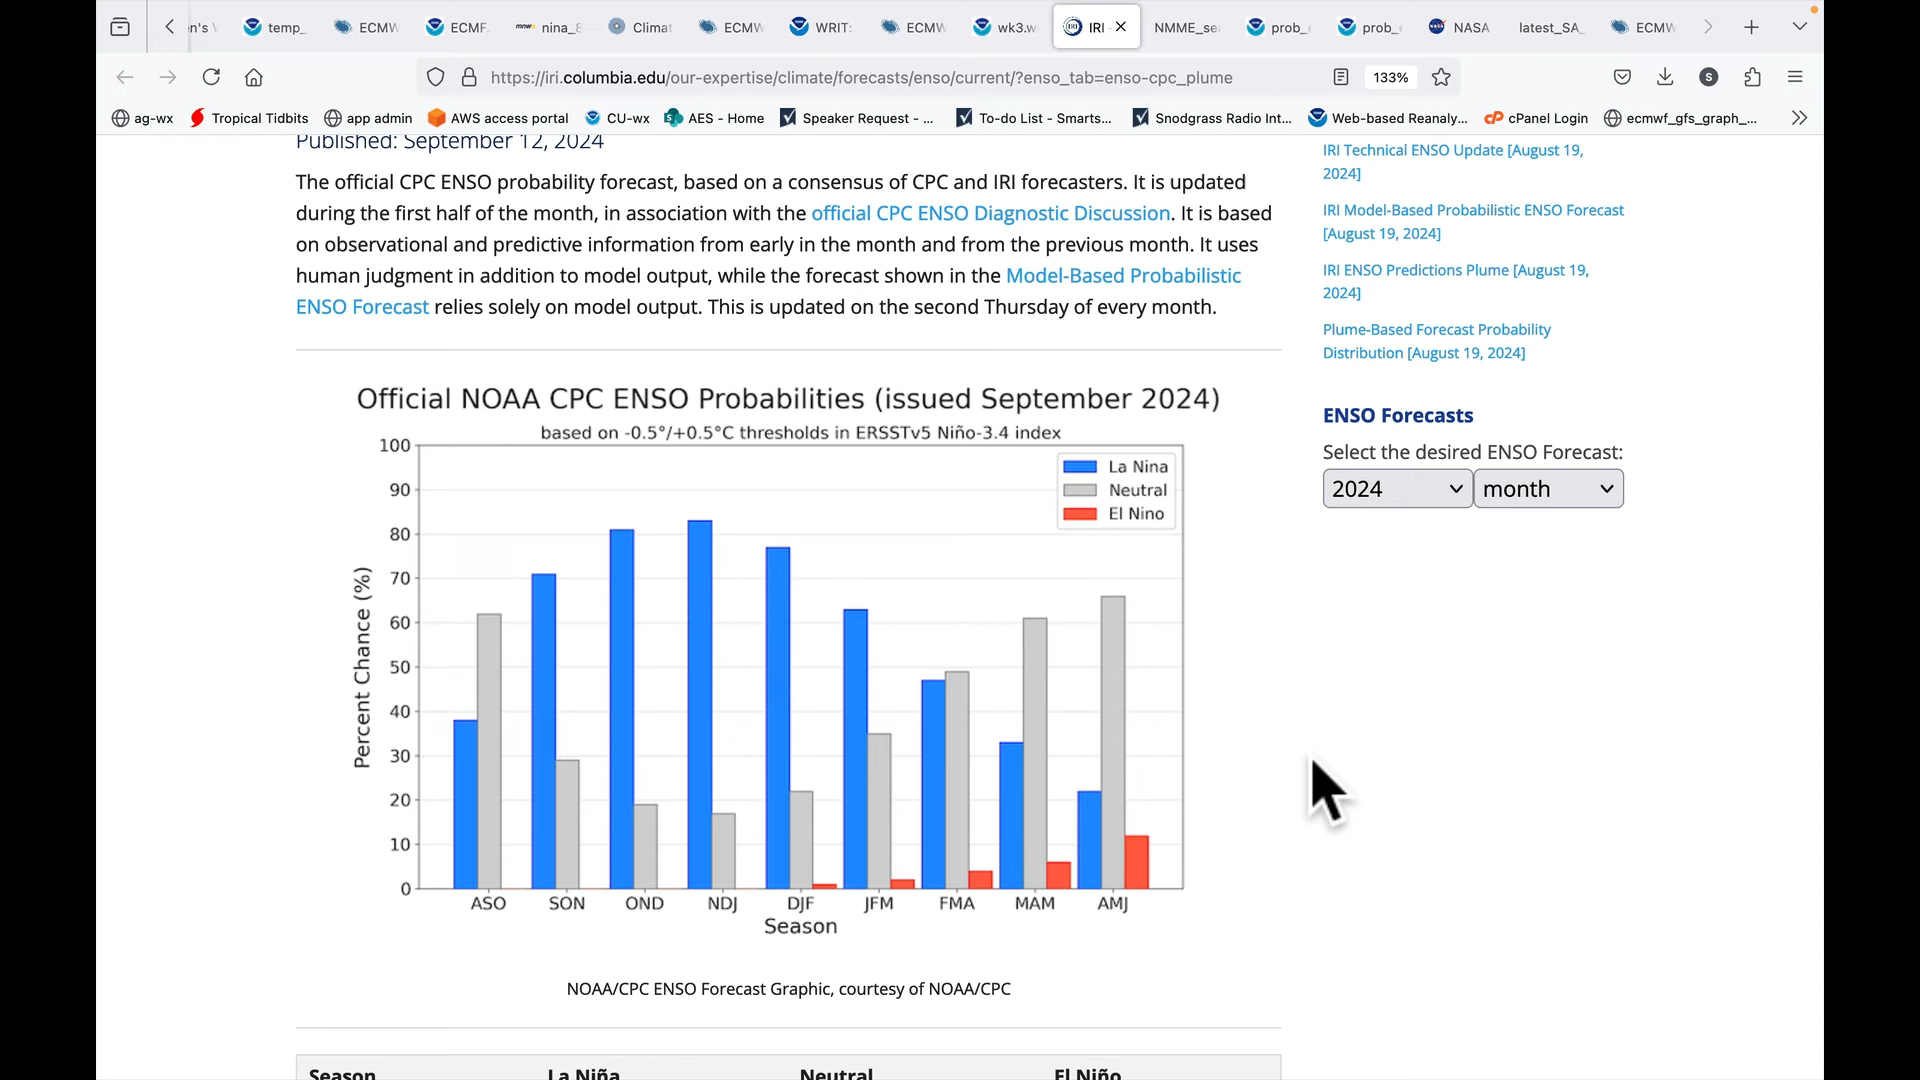 en's
temp_
ECMW
ECMF
nina_8
Climat
ECMW
WRIT:
ECMW
wk3.w
IRI
NMME_se
prob_
prob_
NASA
latest_SA_
ECMW
https://iri.columbia.edu/our-expertise/climate/forecasts/enso/current/?enso_tab=enso-cpc_plume
133%
S
ag-wx
Tropical Tidbits
app admin
AWS access portal
CU-wx
AES - Home
Speaker Request - ...
To-do List - Smarts...
Snodgrass Radio Int...
Web-based Reanaly...
cPanel Login
ecmwf_gfs_graph_...
Published: September 12, 2024
The official CPC ENSO probability forecast, based on a consensus of CPC and IRI forecasters. It is updated
during the first half of the month, in association with the official CPC ENSO Diagnostic Discussion. It is based
on observational and predictive information from early in the month and from the previous month. It uses
human judgment in addition to model output, while the forecast shown in the Model-Based Probabilistic
ENSO Forecast relies solely on model output. This is updated on the second Thursday of every month.
IRI Technical ENSO Update [August 19,
2024]
IRI Model-Based Probabilistic ENSO Forecast
[August 19, 2024]
IRI ENSO Predictions Plume [August 19,
2024]
Plume-Based Forecast Probability
Distribution [August 19, 2024]
ENSO Forecasts
Select the desired ENSO Forecast:
2024
month
Official NOAA CPC ENSO Probabilities (issued September 2024)
based on -0.5°/+0.5°C thresholds in ERSSTv5 Niño-3.4 index
La Nina
Neutral
El Nino
Percent Chance (%)
100
90
80
70
60
50
40
30
20
10
0
ASO
SON
OND
NDJ
DJF
JFM
FMA
MAM
AMJ
Season
NOAA/CPC ENSO Forecast Graphic, courtesy of NOAA/CPC
Season
La Niña
Neutral
El Niño